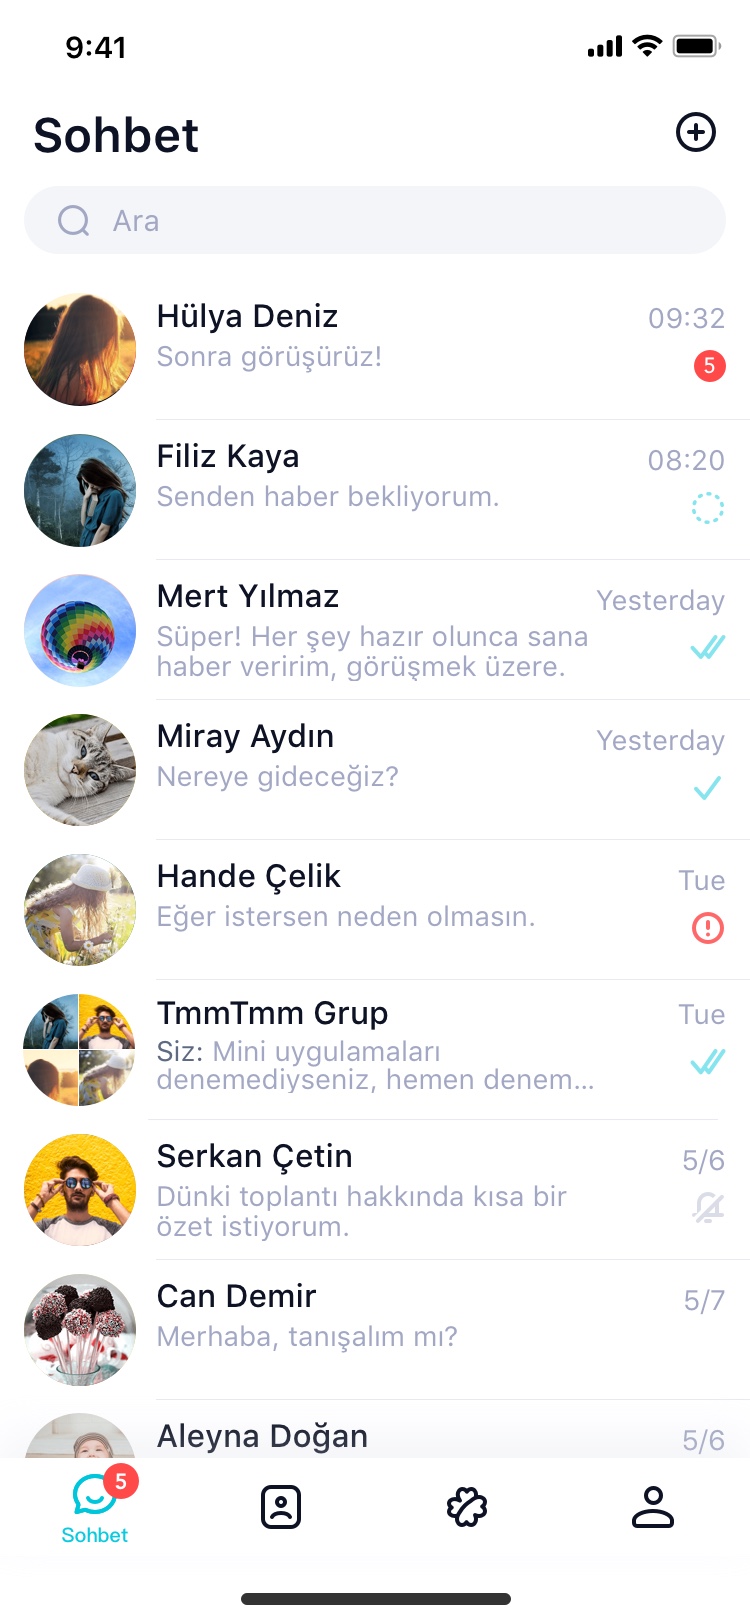 9:41
Sohbet
Ara
Hülya Deniz
09:32
Sonra görüşürüz!
5
Filiz Kaya
08:20
Senden haber bekliyorum.
Mert Yılmaz
Yesterday
Süper! Her şey hazır olunca sana
haber veririm, görüşmek üzere.
Miray Aydın
Yesterday
Nereye gideceğiz?
Hande Çelik
Tue
Eğer istersen neden olmasın.
TmmTmm Grup
Tue
Siz: Mini uygulamaları
denemediyseniz, hemen denem...
Serkan Çetin
5/6
Dünki toplantı hakkında kısa bir
özet istiyorum.
Can Demir
5/7
Merhaba, tanışalım mı?
Aleyna Doğan
5/6
5
Sohbet